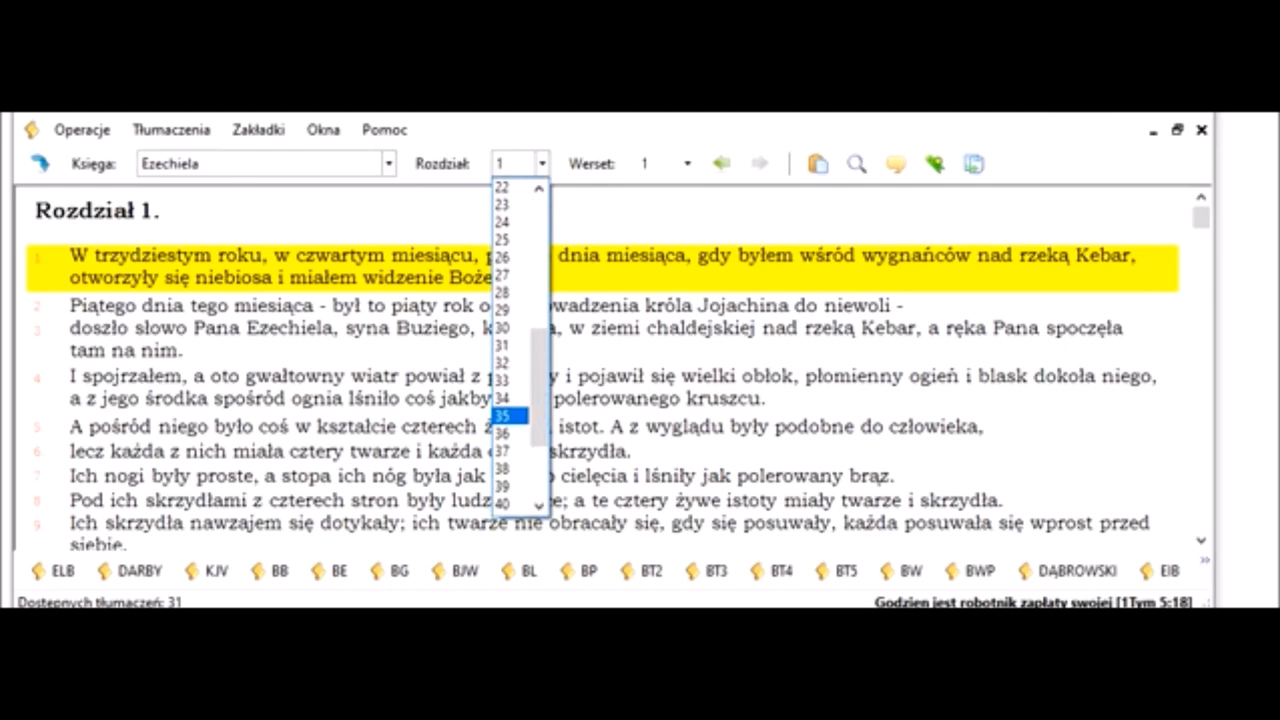 Operacje Tłumaczenia Zakładki Okna Pomoc
Księga: Ezechiela Rozdział: 1 Werset: 1
Rozdział 1.
22
23
24
25
26
27
28
29
30
31
32
33
34
35
36
37
38
39
40
1 W trzydziestym roku, w czwartym miesiącu, p dnia miesiąca, gdy byłem wśród wygnańców nad rzeką Kebar,
otworzyły się niebiosa i miałem widzenie Boże
2 Piątego dnia tego miesiąca - był to piąty rok o wadzenia króla Jojachina do niewoli -
3 doszło słowo Pana Ezechiela, syna Buziego, k a, w ziemi chaldejskiej nad rzeką Kebar, a ręka Pana spoczęła
tam na nim.
4 I spojrzałem, a oto gwałtowny wiatr powiał z p y i pojawił się wielki obłok, płomienny ogień i blask dokoła niego,
a z jego środka spośród ognia lśniło coś jakby polerowanego kruszcu.
5 A pośród niego było coś w kształcie czterech ż istot. A z wyglądu były podobne do człowieka,
6 lecz każda z nich miała cztery twarze i każda skrzydła.
7 Ich nogi były proste, a stopa ich nóg była jak cielęcia i lśniły jak polerowany brąz.
8 Pod ich skrzydłami z czterech stron były ludz e; a te cztery żywe istoty miały twarze i skrzydła.
9 Ich skrzydła nawzajem się dotykały; ich twarze nie obracały się, gdy się posuwały, każda posuwała się wprost przed
siebie.
ELB DARBY KJV BB BE BG BJW BL BP BT2 BT3 BT4 BT5 BW BWP DĄBROWSKI EIB
Dostępnych tłumaczeń: 31 Godzien jest robotnik zapłaty swojej [1Tym 5:18]